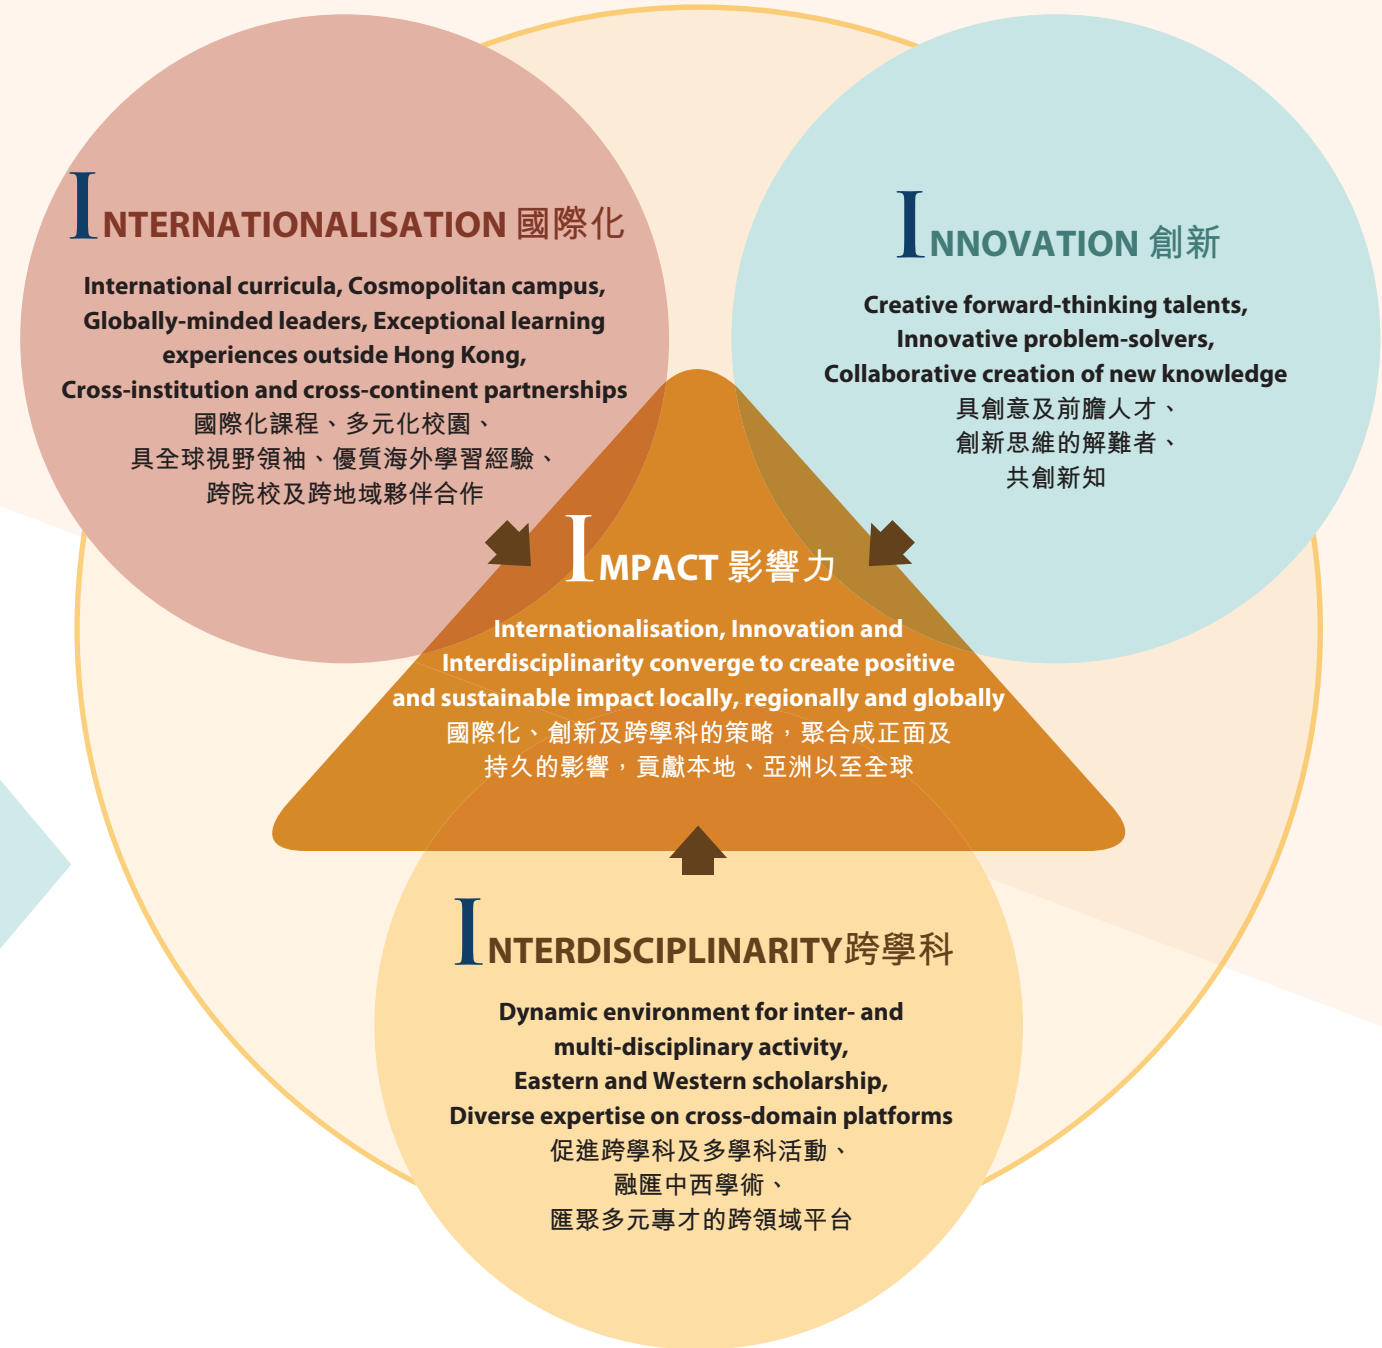 INTERNATIONALISATION 國際化
International curricula, Cosmopolitan campus,
Globally-minded leaders, Exceptional learning
experiences outside Hong Kong,
Cross-institution and cross-continent partnerships
國際化課程、多元化校園、
具全球視野領袖、優質海外學習經驗、
跨院校及跨地域夥伴合作
INNOVATION 創新
Creative forward-thinking talents,
Innovative problem-solvers,
Collaborative creation of new knowledge
具創意及前膽人才、
創新思維的解難者、
共創新知
IMPACT 影響力
Internationalisation, Innovation and
Interdisciplinarity converge to create positive
and sustainable impact locally, regionally and globally
國際化、創新及跨學科的策略，聚合成正面及
持久的影響，貢獻本地、亞洲以至全球
INTERDISCIPLINARITY跨學科
Dynamic environment for inter- and
multi-disciplinary activity,
Eastern and Western scholarship,
Diverse expertise on cross-domain platforms
促進跨學科及多學科活動、
融匯中西學術、
匯聚多元專才的跨領域平台